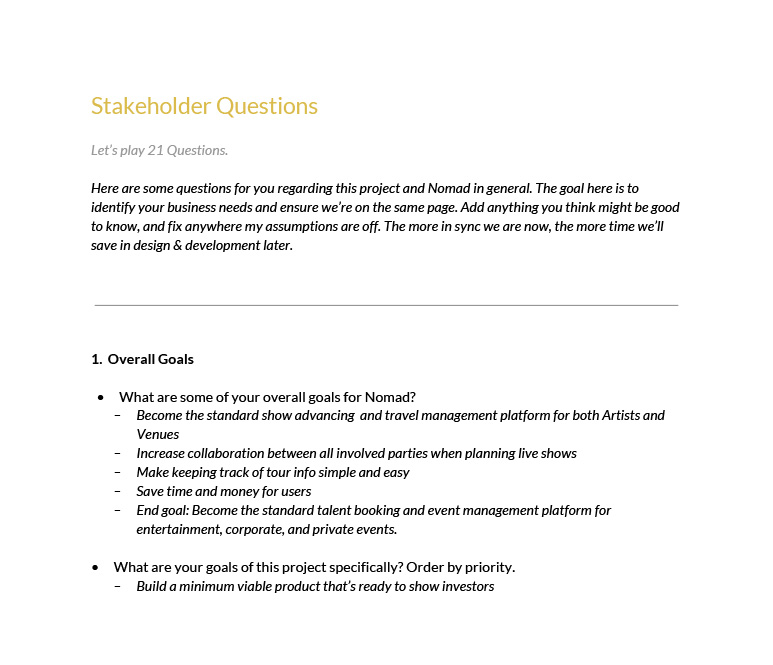 Stakeholder Questions
Let’s play 21 Questions.
Here are some questions for you regarding this project and Nomad in general. The goal here is to
identify your business needs and ensure we’re on the same page. Add anything you think might be good
to know, and fix anywhere my assumptions are off. The more in sync we are now, the more time we’ll
save in design & development later.
1. Overall Goals
• What are some of your overall goals for Nomad?
– Become the standard show advancing and travel management platform for both Artists and
Venues
– Increase collaboration between all involved parties when planning live shows
– Make keeping track of tour info simple and easy
– Save time and money for users
– End goal: Become the standard talent booking and event management platform for
entertainment, corporate, and private events.
• What are your goals of this project specifically? Order by priority.
– Build a minimum viable product that’s ready to show investors